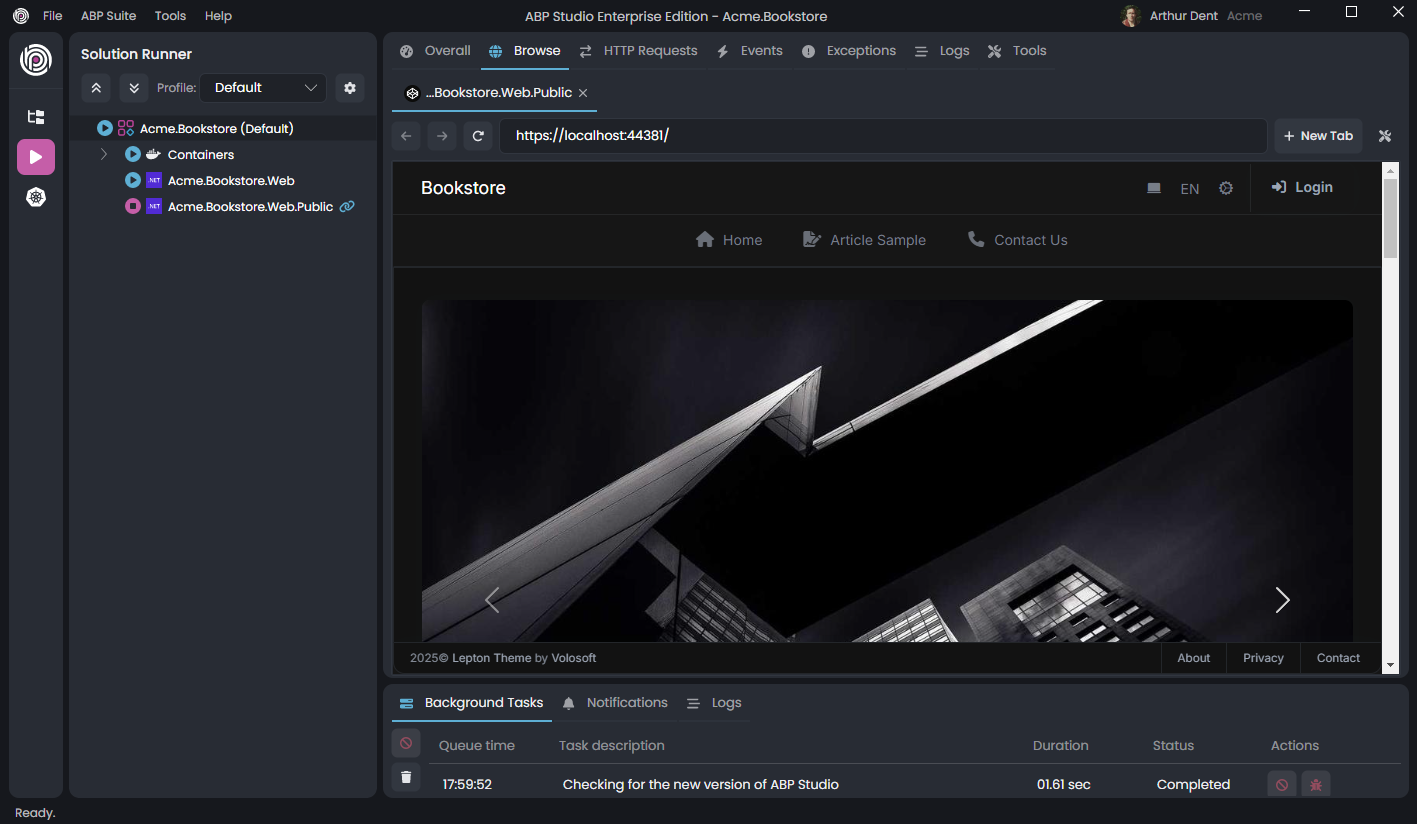 File ABP Suite Tools Help
ABP Studio Enterprise Edition - Acme.Bookstore
Arthur Dent Acme
Solution Runner
Profile: Default
Acme.Bookstore (Default)
Containers
.NET Acme.Bookstore.Web
.NET Acme.Bookstore.Web.Public
Overall Browse HTTP Requests Events Exceptions Logs Tools
...Bookstore.Web.Public
https://localhost:44381/
+ New Tab
Bookstore
EN
Login
Home Article Sample Contact Us
2025© Lepton Theme by Volosoft
About Privacy Contact
Background Tasks Notifications Logs
Queue time Task description Duration Status Actions
17:59:52 Checking for the new version of ABP Studio 01.61 sec Completed
Ready.